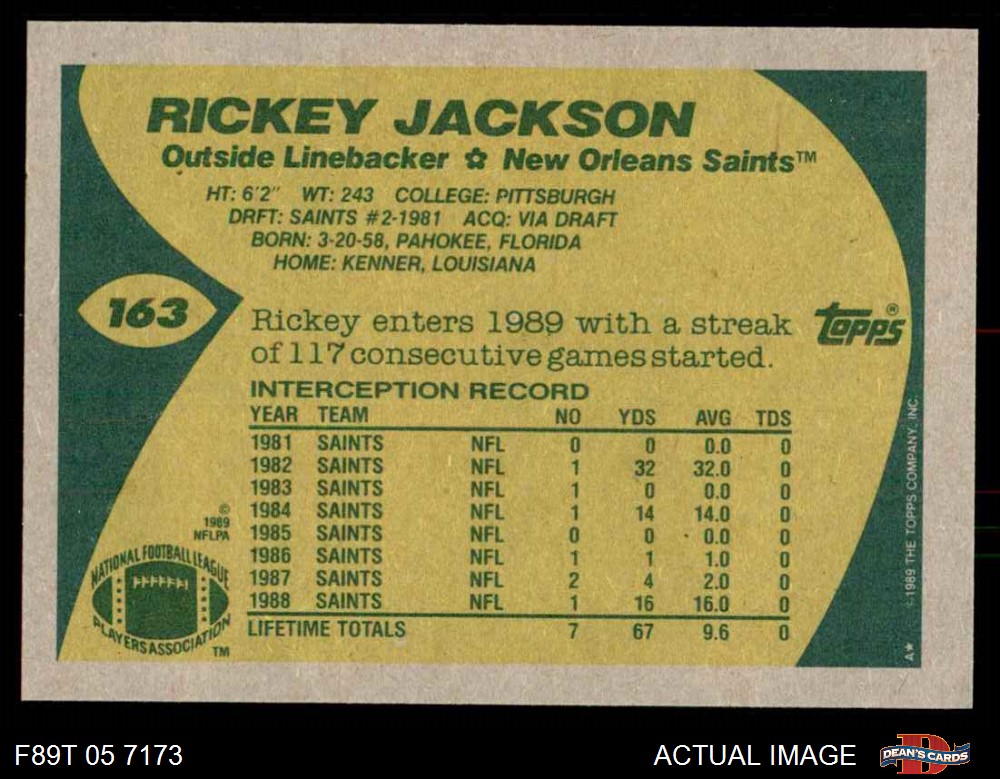 RICKEY JACKSON
Outside Linebacker ✿ New Orleans Saints™
HT: 6'2" WT: 243 COLLEGE: PITTSBURGH
DRFT: SAINTS #2-1981 ACQ: VIA DRAFT
BORN: 3-20-58, PAHOKEE, FLORIDA
HOME: KENNER, LOUISIANA
163
topps®
Rickey enters 1989 with a streak
of 117 consecutive games started.
INTERCEPTION RECORD
YEAR TEAM NO YDS AVG TDS
1981 SAINTS NFL 0 0 0.0 0
1982 SAINTS NFL 1 32 32.0 0
1983 SAINTS NFL 1 0 0.0 0
1984 SAINTS NFL 1 14 14.0 0
1985 SAINTS NFL 0 0 0.0 0
1986 SAINTS NFL 1 1 1.0 0
1987 SAINTS NFL 2 4 2.0 0
1988 SAINTS NFL 1 16 16.0 0
LIFETIME TOTALS 7 67 9.6 0
© 
1989
NFLPA
NATIONAL FOOTBALL LEAGUE
PLAYERS ASSOCIATION
TM
©1989 THE TOPPS COMPANY, INC.
A*
F89T 05 7173
ACTUAL IMAGE
D
DEAN'S CARDS